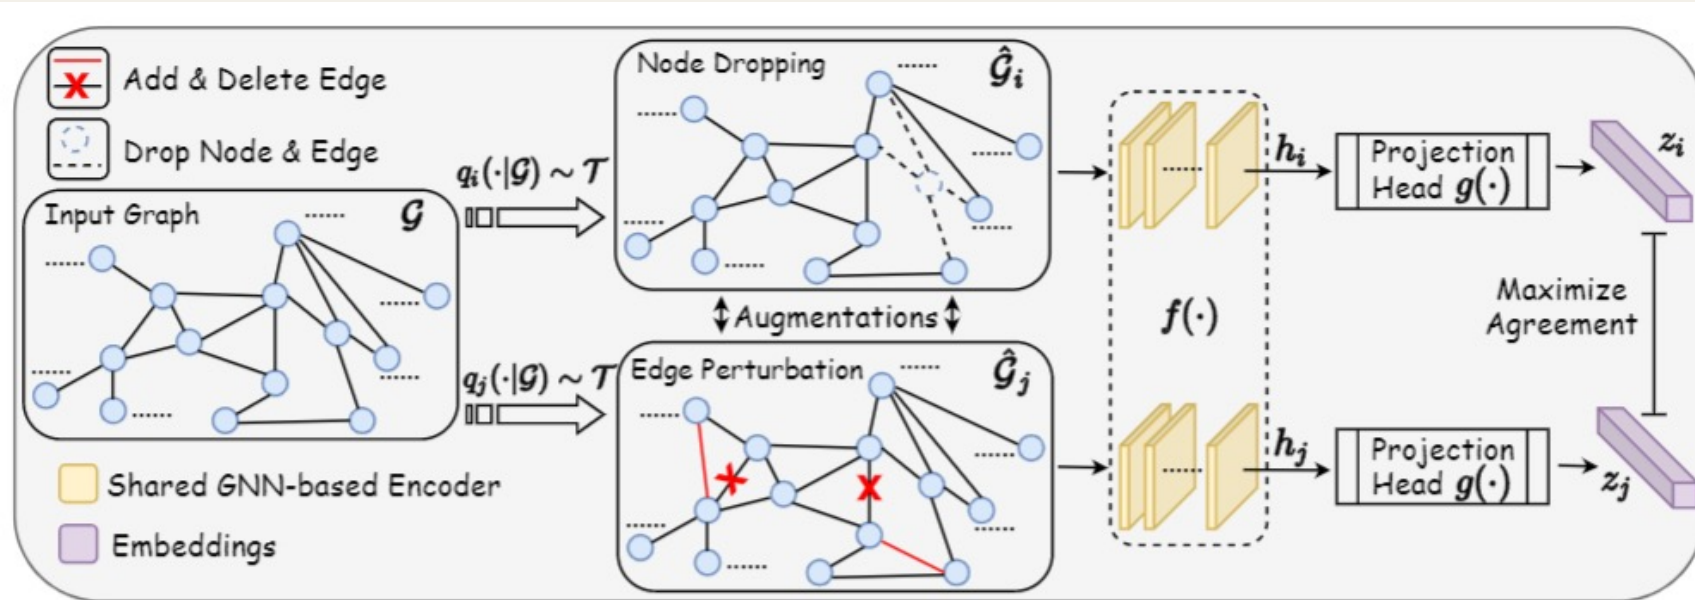 Add & Delete Edge
Drop Node & Edge
Input Graph
𝒢
......
......
......
......
......
......
qᵢ(·|𝒢) ~ 𝒯
qⱼ(·|𝒢) ~ 𝒯
Node Dropping
𝒢̂ᵢ
......
......
......
......
......
......
Augmentations
Edge Perturbation
𝒢̂ⱼ
......
......
......
......
......
......
......
f(·)
......
hᵢ
Projection
Head g(·)
zᵢ
Maximize
Agreement
hⱼ
Projection
Head g(·)
zⱼ
Shared GNN-based Encoder
Embeddings